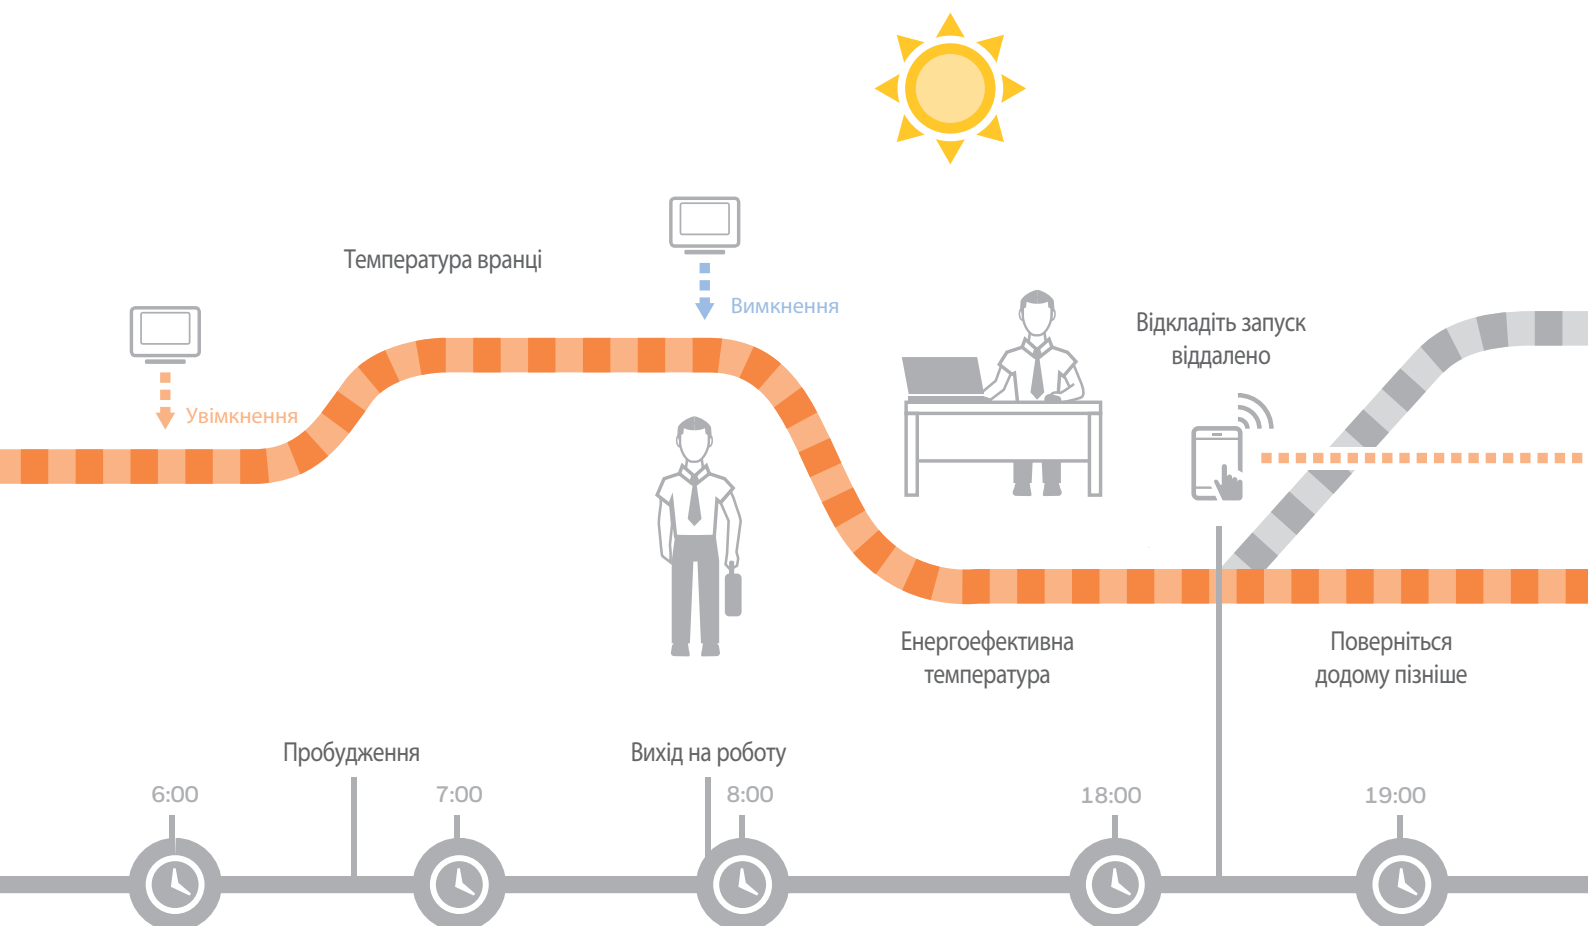 Температура вранці
Вимкнення
Увімкнення
Відкладіть запуск
віддалено
Енергоефективна
температура
Поверніться
додому пізніше
Пробудження
Вихід на роботу
6:00
7:00
8:00
18:00
19:00